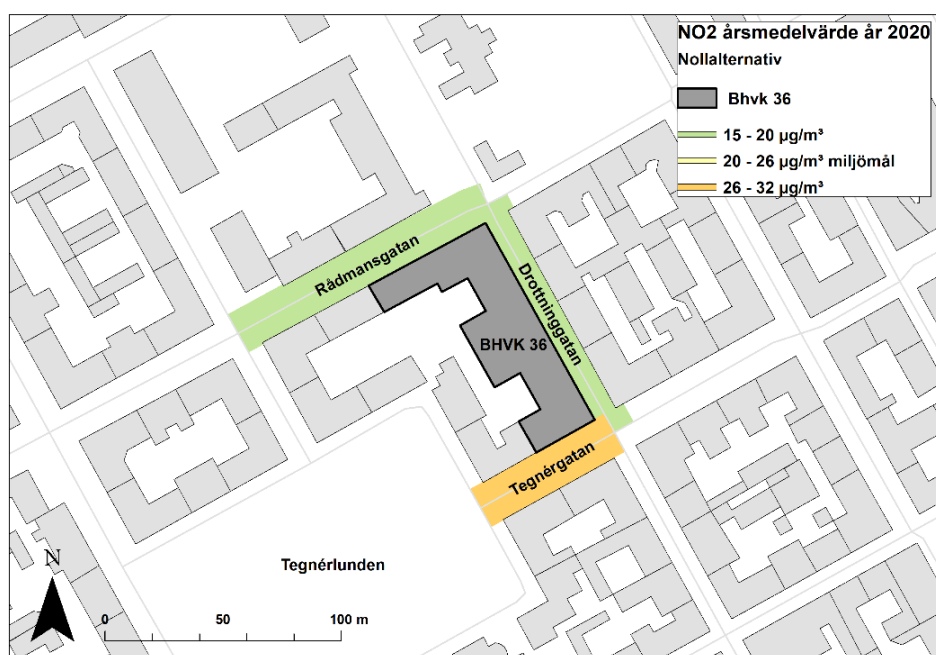 NO2 årsmedelvärde år 2020
Nollalternativ
Bhvk 36
15 - 20 µg/m³
20 - 26 µg/m³ miljömål
26 - 32 µg/m³
Rådmansgatan
Drottninggatan
BHVK 36
Tegnérgatan
Tegnérlunden
N
0 50 100 m